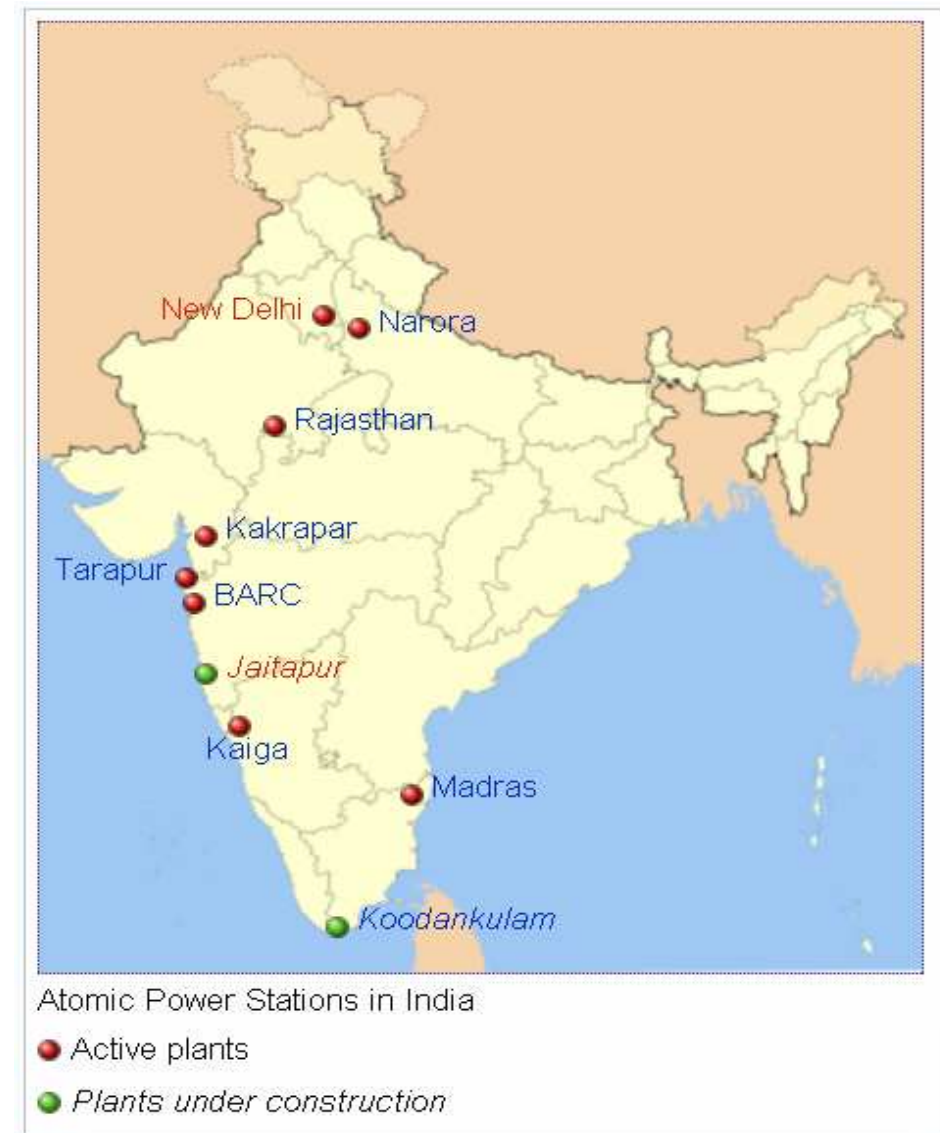 New Delhi
Narora
Rajasthan
Kakrapar
Tarapur
BARC
Jaitapur
Kaiga
Madras
Koodankulam
Atomic Power Stations in India
Active plants
Plants under construction